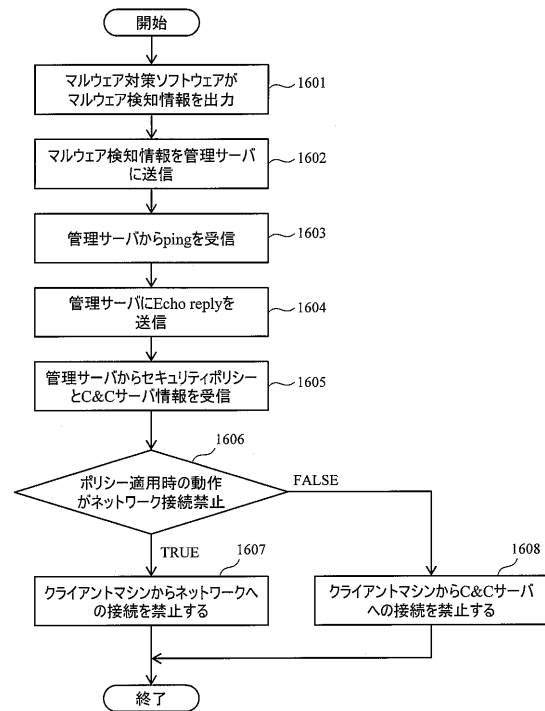 開始
マルウェア対策ソフトウェアが
マルウェア検知情報を出力
1601
マルウェア検知情報を管理サーバ
に送信
1602
管理サーバからpingを受信
1603
管理サーバにEcho replyを
送信
1604
管理サーバからセキュリティポリシー
とC&Cサーバ情報を受信
1605
1606
ポリシー適用時の動作
がネットワーク接続禁止
FALSE
TRUE
1607
クライアントマシンからネットワークへ
の接続を禁止する
1608
クライアントマシンからC&Cサーバ
への接続を禁止する
終了